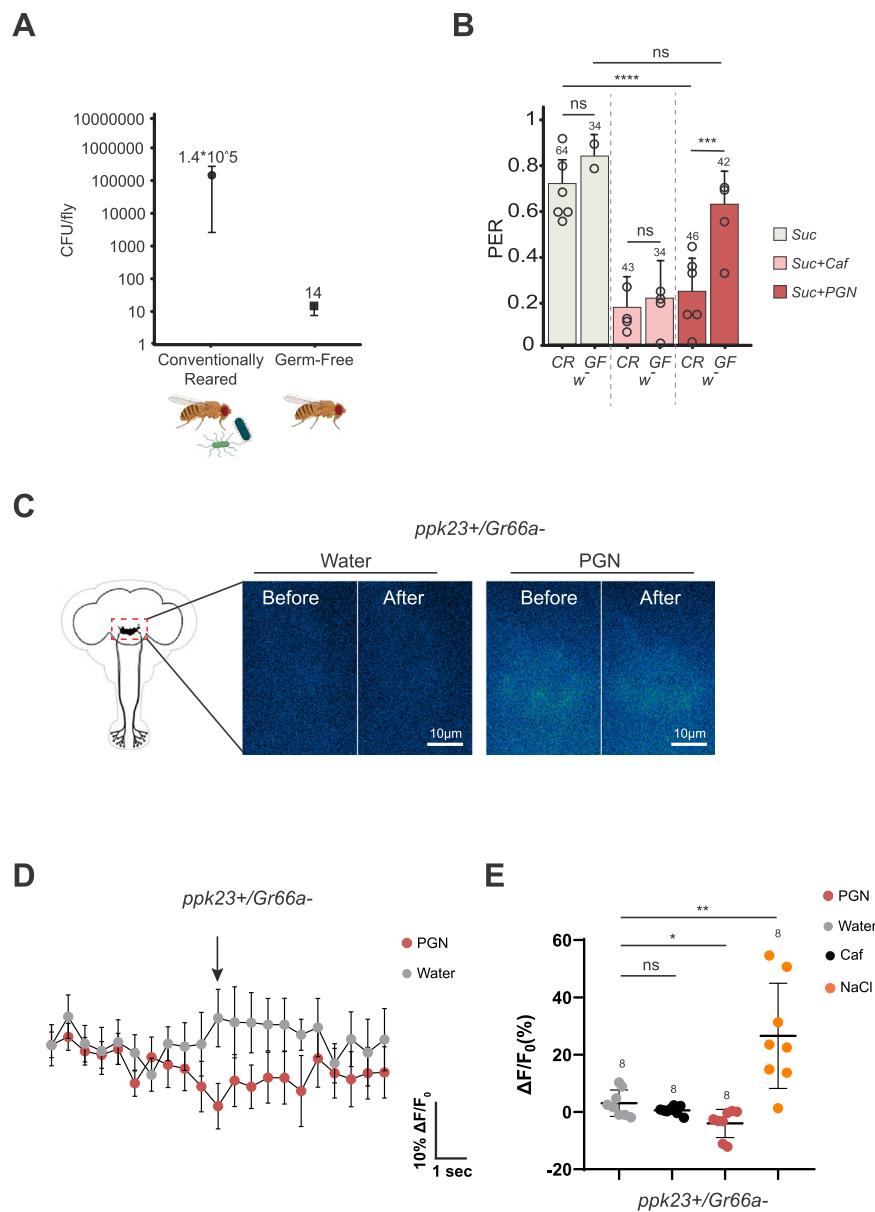 A
CFU/fly
10000000
1000000
100000
10000
1000
100
10
1
1.4*10^5
14
Conventionally
Reared
Germ-Free
B
ns
****
ns
34
64
ns
43
34
***
46
42
PER
1
0.8
0.6
0.4
0.2
0
CR GF CR GF CR GF
w- w- w-
Suc
Suc+Caf
Suc+PGN
C
ppk23+/Gr66a-
Water
PGN
Before
After
Before
After
10µm
10µm
D
ppk23+/Gr66a-
PGN
Water
10% ΔF/F0
1 sec
E
PGN
Water
Caf
NaCl
**
*
ns
8
8
8
8
ΔF/F0(%)
60
40
20
0
-20
ppk23+/Gr66a-